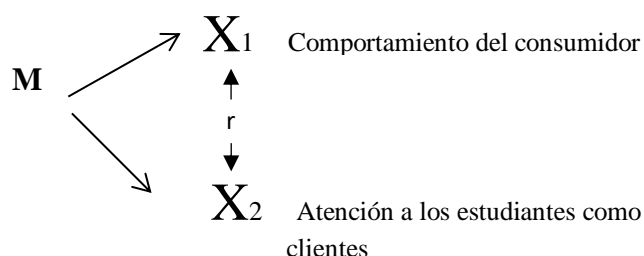 X1 Comportamiento del consumidor
M
r
X2 Atención a los estudiantes como
clientes